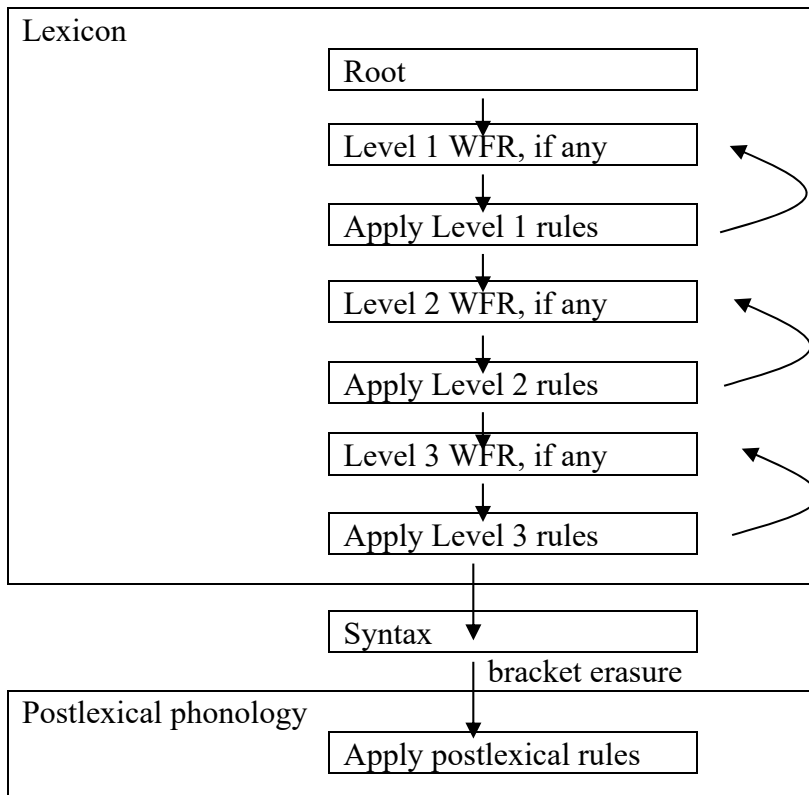 Lexicon
Root
Level 1 WFR, if any
Apply Level 1 rules
Level 2 WFR, if any
Apply Level 2 rules
Level 3 WFR, if any
Apply Level 3 rules
Syntax
bracket erasure
Postlexical phonology
Apply postlexical rules